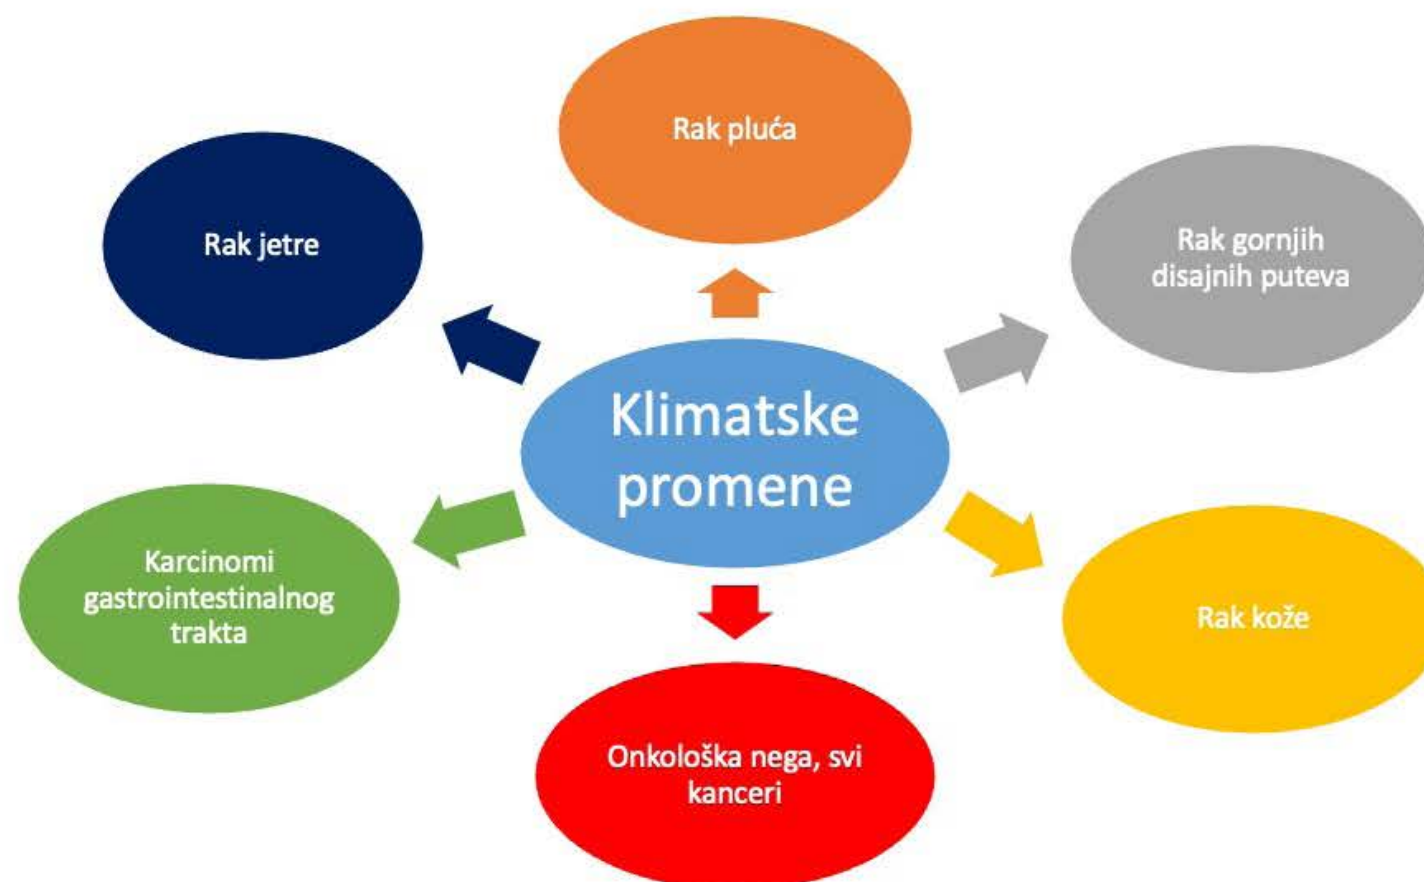 Rak pluća
Rak jetre
Rak gornjih
disajnih puteva
Klimatske
promene
Karcinomi
gastrointestinalnog
trakta
Rak kože
Onkološka nega, svi
kanceri